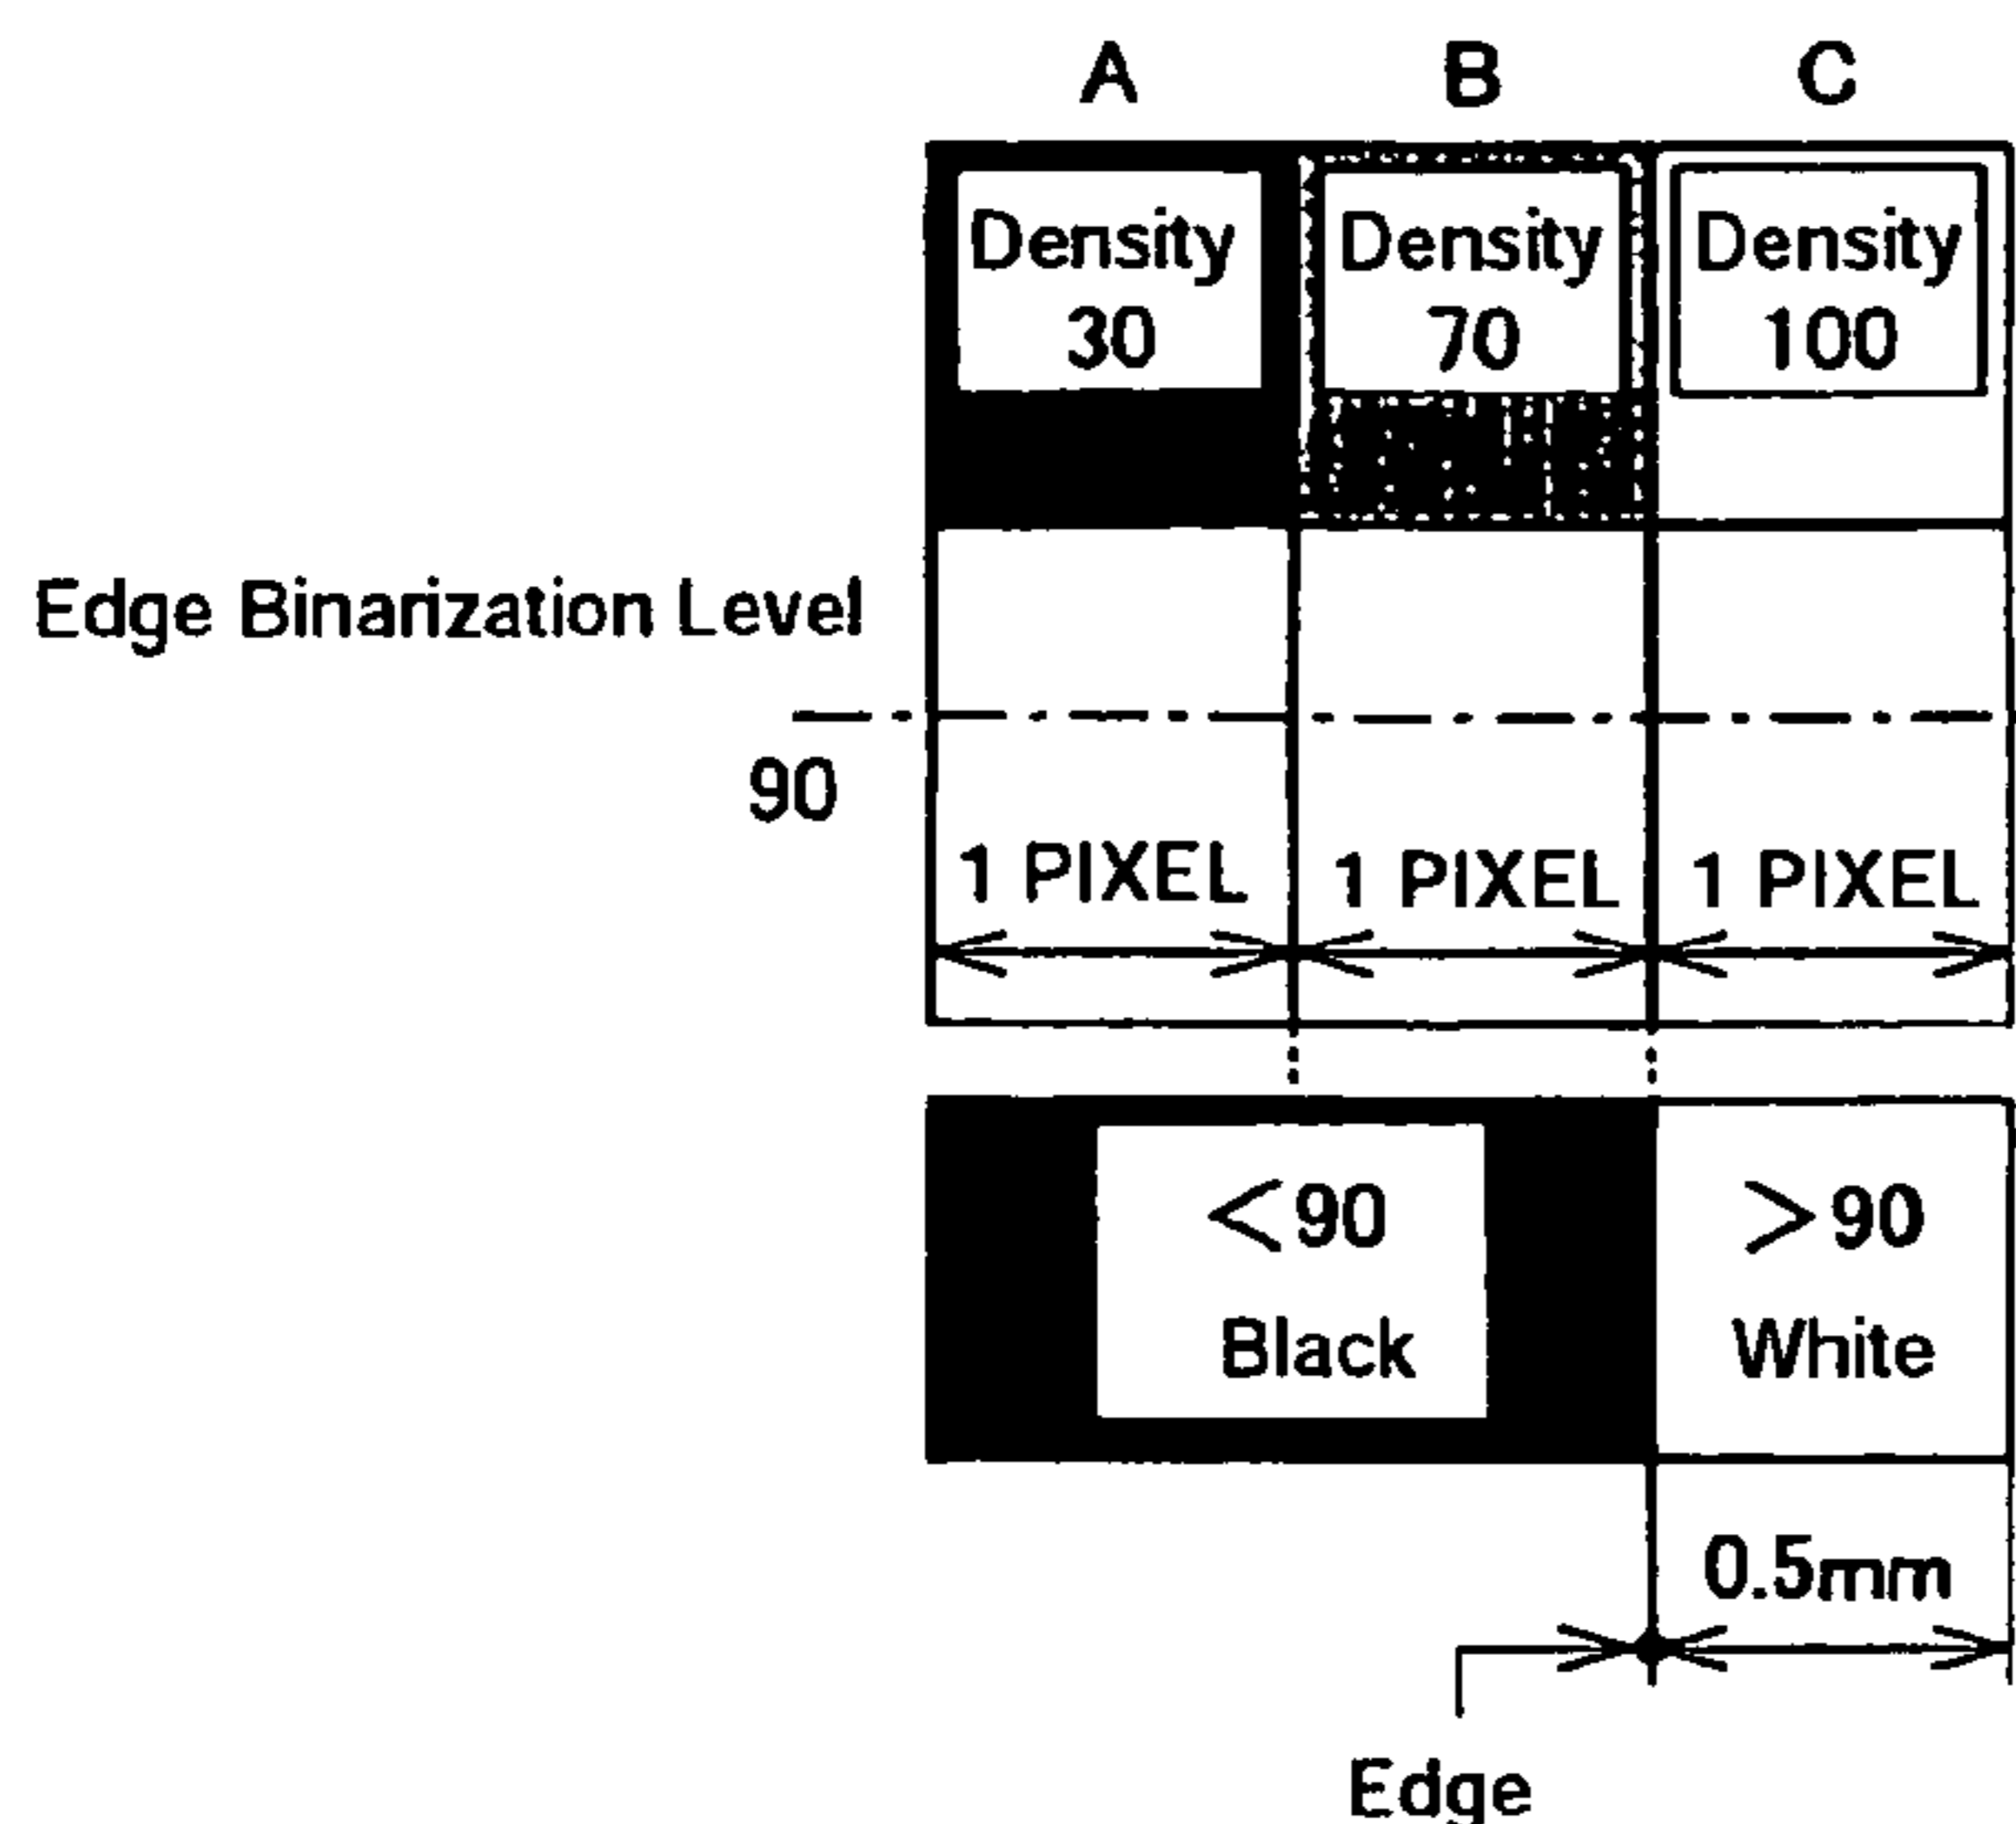 A B C
Density Density Density
30 70 100
Edge Binarization Level
90
1 PIXEL 1 PIXEL 1 PIXEL
<90 >90
Black White
0.5mm
Edge